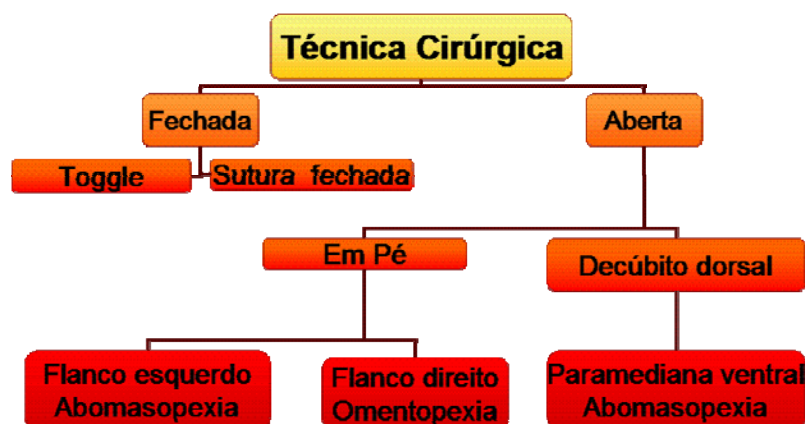 Técnica Cirúrgica
Fechada
Aberta
Toggle
Sutura fechada
Em Pé
Decúbito dorsal
Flanco esquerdo
Abomasopexia
Flanco direito
Omentopexia
Paramediana ventral
Abomasopexia